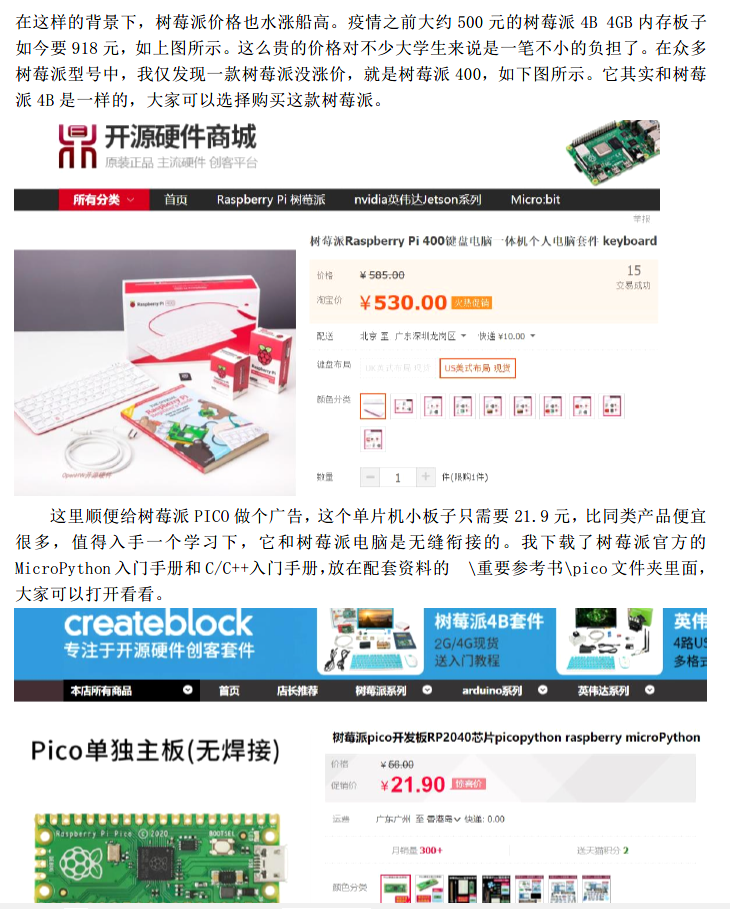 在这样的背景下，树莓派价格也水涨船高。疫情之前大约 500 元的树莓派 4B 4GB 内存板子
如今要 918 元，如上图所示。这么贵的价格对不少大学生来说是一笔不小的负担了。在众多
树莓派型号中，我仅发现一款树莓派没涨价，就是树莓派 400，如下图所示。它其实和树莓
派 4B 是一样的，大家可以选择购买这款树莓派。
开源硬件商城
原装正品 主流硬件 创客平台
所有分类 首页 Raspberry Pi 树莓派 nvidia英伟达Jetson系列 Micro:bit
举报
树莓派Raspberry Pi 400键盘电脑一体机个人电脑套件 keyboard
价格 ¥585.00 15
交易成功
淘宝价 ¥530.00 火热促销
配送 北京 至 广东深圳龙岗区 快递 ¥10.00
键盘布局 UK英式布局 现货 US美式布局 现货
颜色分类
数量 1 件(限购1件)
Raspberry Pi
Openlib开源硬件
这里顺便给树莓派 PICO 做个广告，这个单片机小板子只需要 21.9 元，比同类产品便宜
很多，值得入手一个学习下，它和树莓派电脑是无缝衔接的。我下载了树莓派官方的
MicroPython 入门手册和 C/C++入门手册，放在配套资料的 \重要参考书\pico 文件夹里面，
大家可以打开看看。
createblock
专注于开源硬件创客套件
树莓派4B套件
2G/4G现货
送入门教程
英伟
4路US
多格式
本店所有商品 首页 店长推荐 树莓派系列 arduino系列 英伟达系列
Pico单独主板(无焊接)
Raspberry Pi Pico ©2020 BOOTSEL
树莓派pico开发板RP2040芯片picopython raspberry microPython
价格 ¥66.00
促销价 ¥21.90 惊喜价
运费 广东广州 至 香港岛 快递: 0.00
月销量 300+ 送天猫积分 2
颜色分类